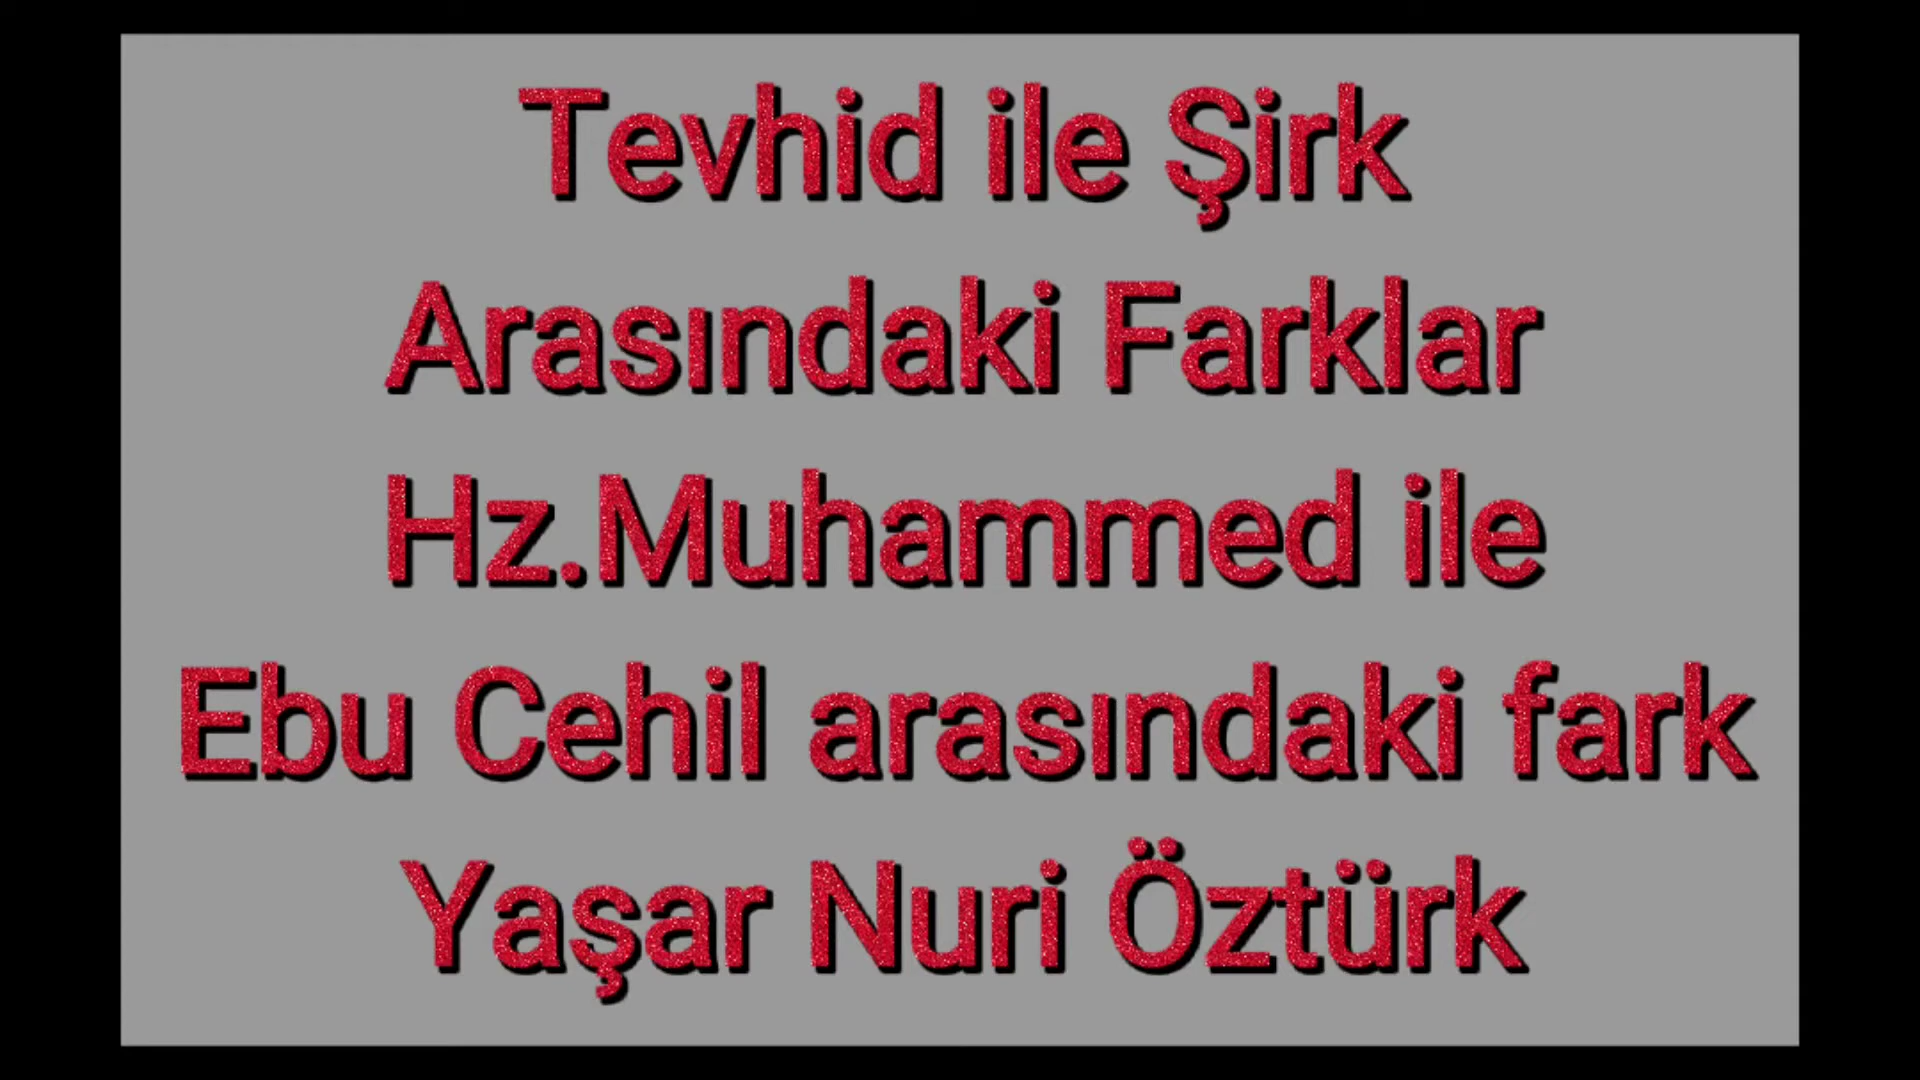 Tevhid ile Şirk
Arasındaki Farklar
Hz.Muhammed ile
Ebu Cehil arasındaki fark
Yaşar Nuri Öztürk